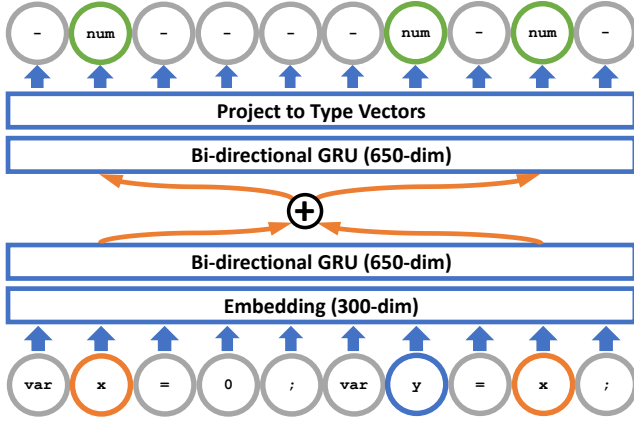 - num - - - - num - num -
Project to Type Vectors
Bi-directional GRU (650-dim)
+
Bi-directional GRU (650-dim)
Embedding (300-dim)
var x = 0 ; var y = x ;